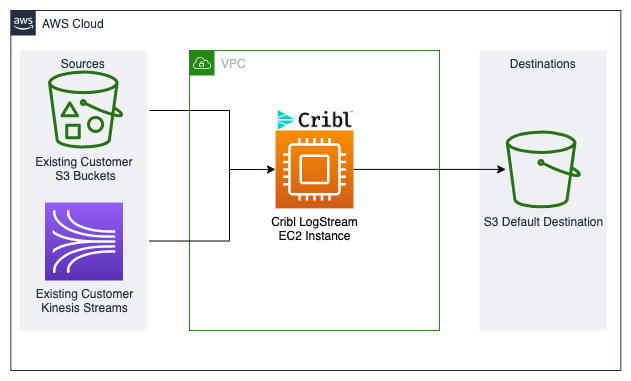 aws
AWS Cloud
Sources
VPC
Destinations
Cribl
Existing Customer
S3 Buckets
Cribl LogStream
EC2 Instance
S3 Default Destination
Existing Customer
Kinesis Streams